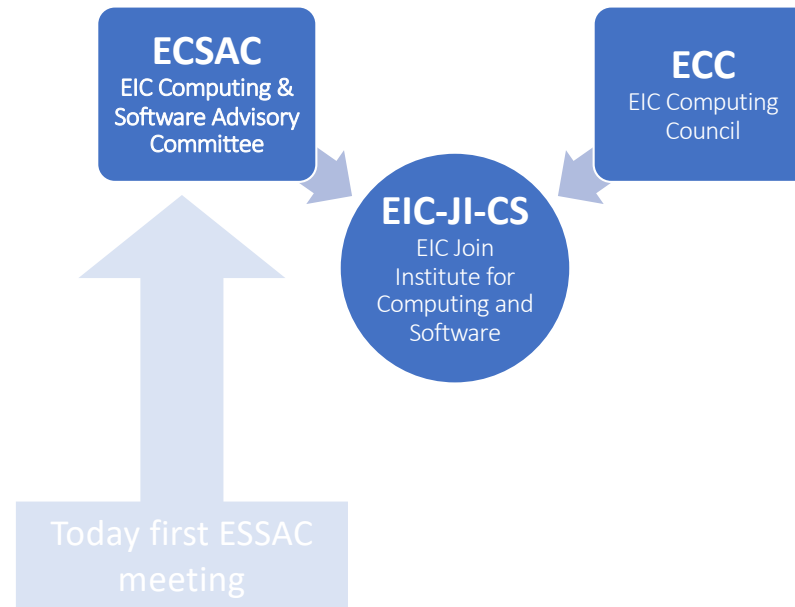 ECSAC
EIC Computing &
Software Advisory
Committee
ECC
EIC Computing
Council
EIC-JI-CS
EIC Join
Institute for
Computing and
Software
Today first ESSAC
meeting